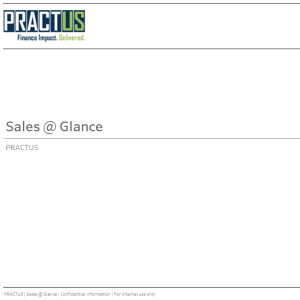 PRACTUS
Finance Impact. Delivered.
Sales @ Glance
PRACTUS
PRACTUS | Sales @ Glance | Confidential information | For internal use only